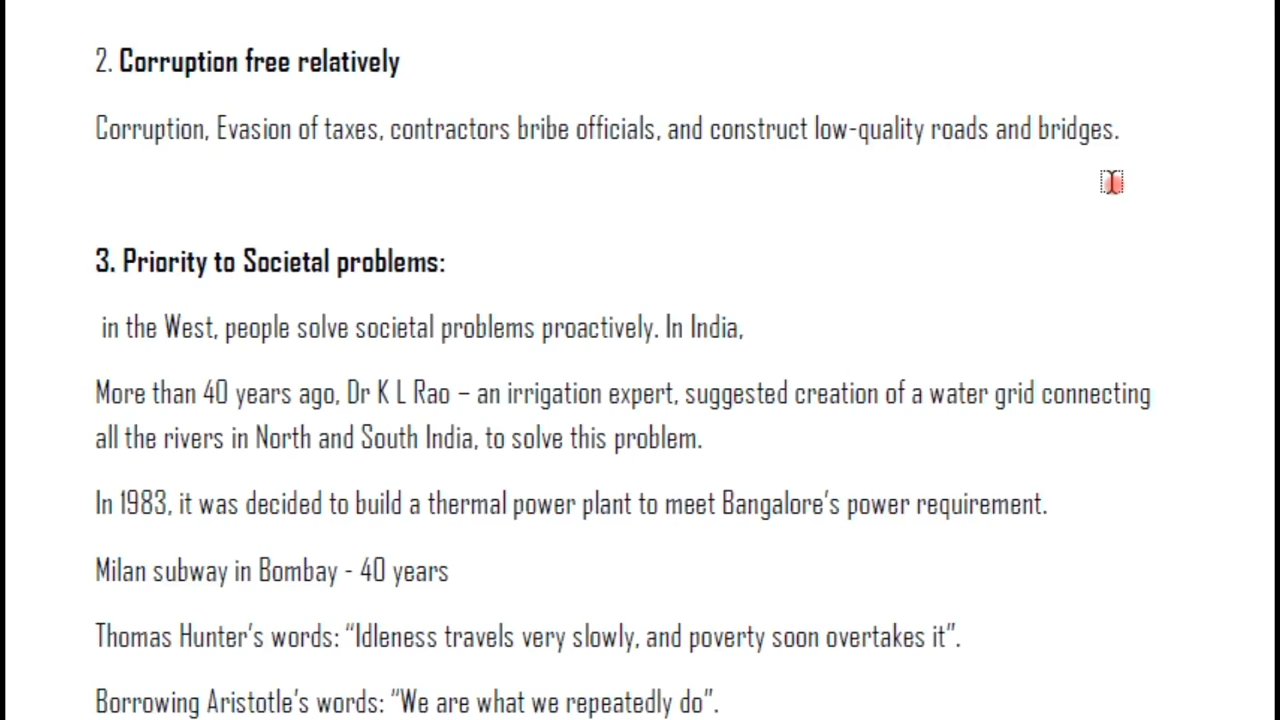 2. Corruption free relatively
Corruption, Evasion of taxes, contractors bribe officials, and construct low-quality roads and bridges.
3. Priority to Societal problems:
in the West, people solve societal problems proactively. In India,
More than 40 years ago, Dr K L Rao – an irrigation expert, suggested creation of a water grid connecting
all the rivers in North and South India, to solve this problem.
In 1983, it was decided to build a thermal power plant to meet Bangalore’s power requirement.
Milan subway in Bombay - 40 years
Thomas Hunter’s words: “Idleness travels very slowly, and poverty soon overtakes it”.
Borrowing Aristotle’s words: “We are what we repeatedly do”.